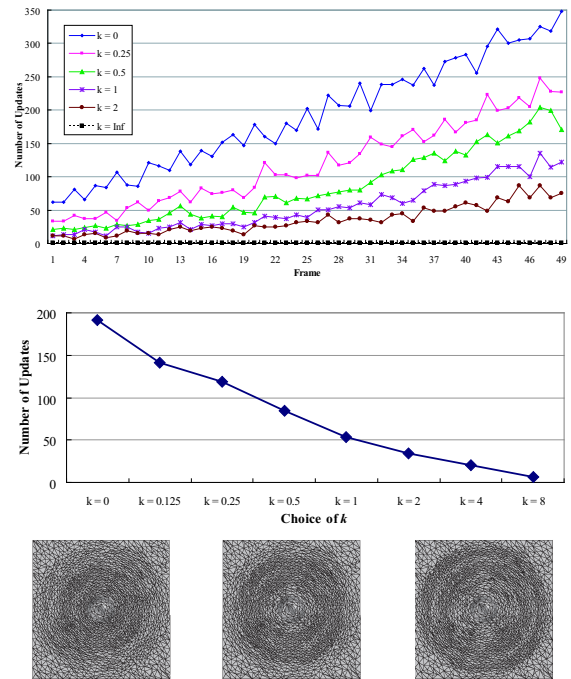 350
300
250
200
150
100
50
0
Number of Updates
k = 0
k = 0.25
k = 0.5
k = 1
k = 2
k = Inf
1 4 7 10 13 16 19 22 25 28 31 34 37 40 43 46 49
Frame
200
150
100
50
0
Number of Updates
k = 0 k = 0.125 k = 0.25 k = 0.5 k = 1 k = 2 k = 4 k = 8
Choice of k